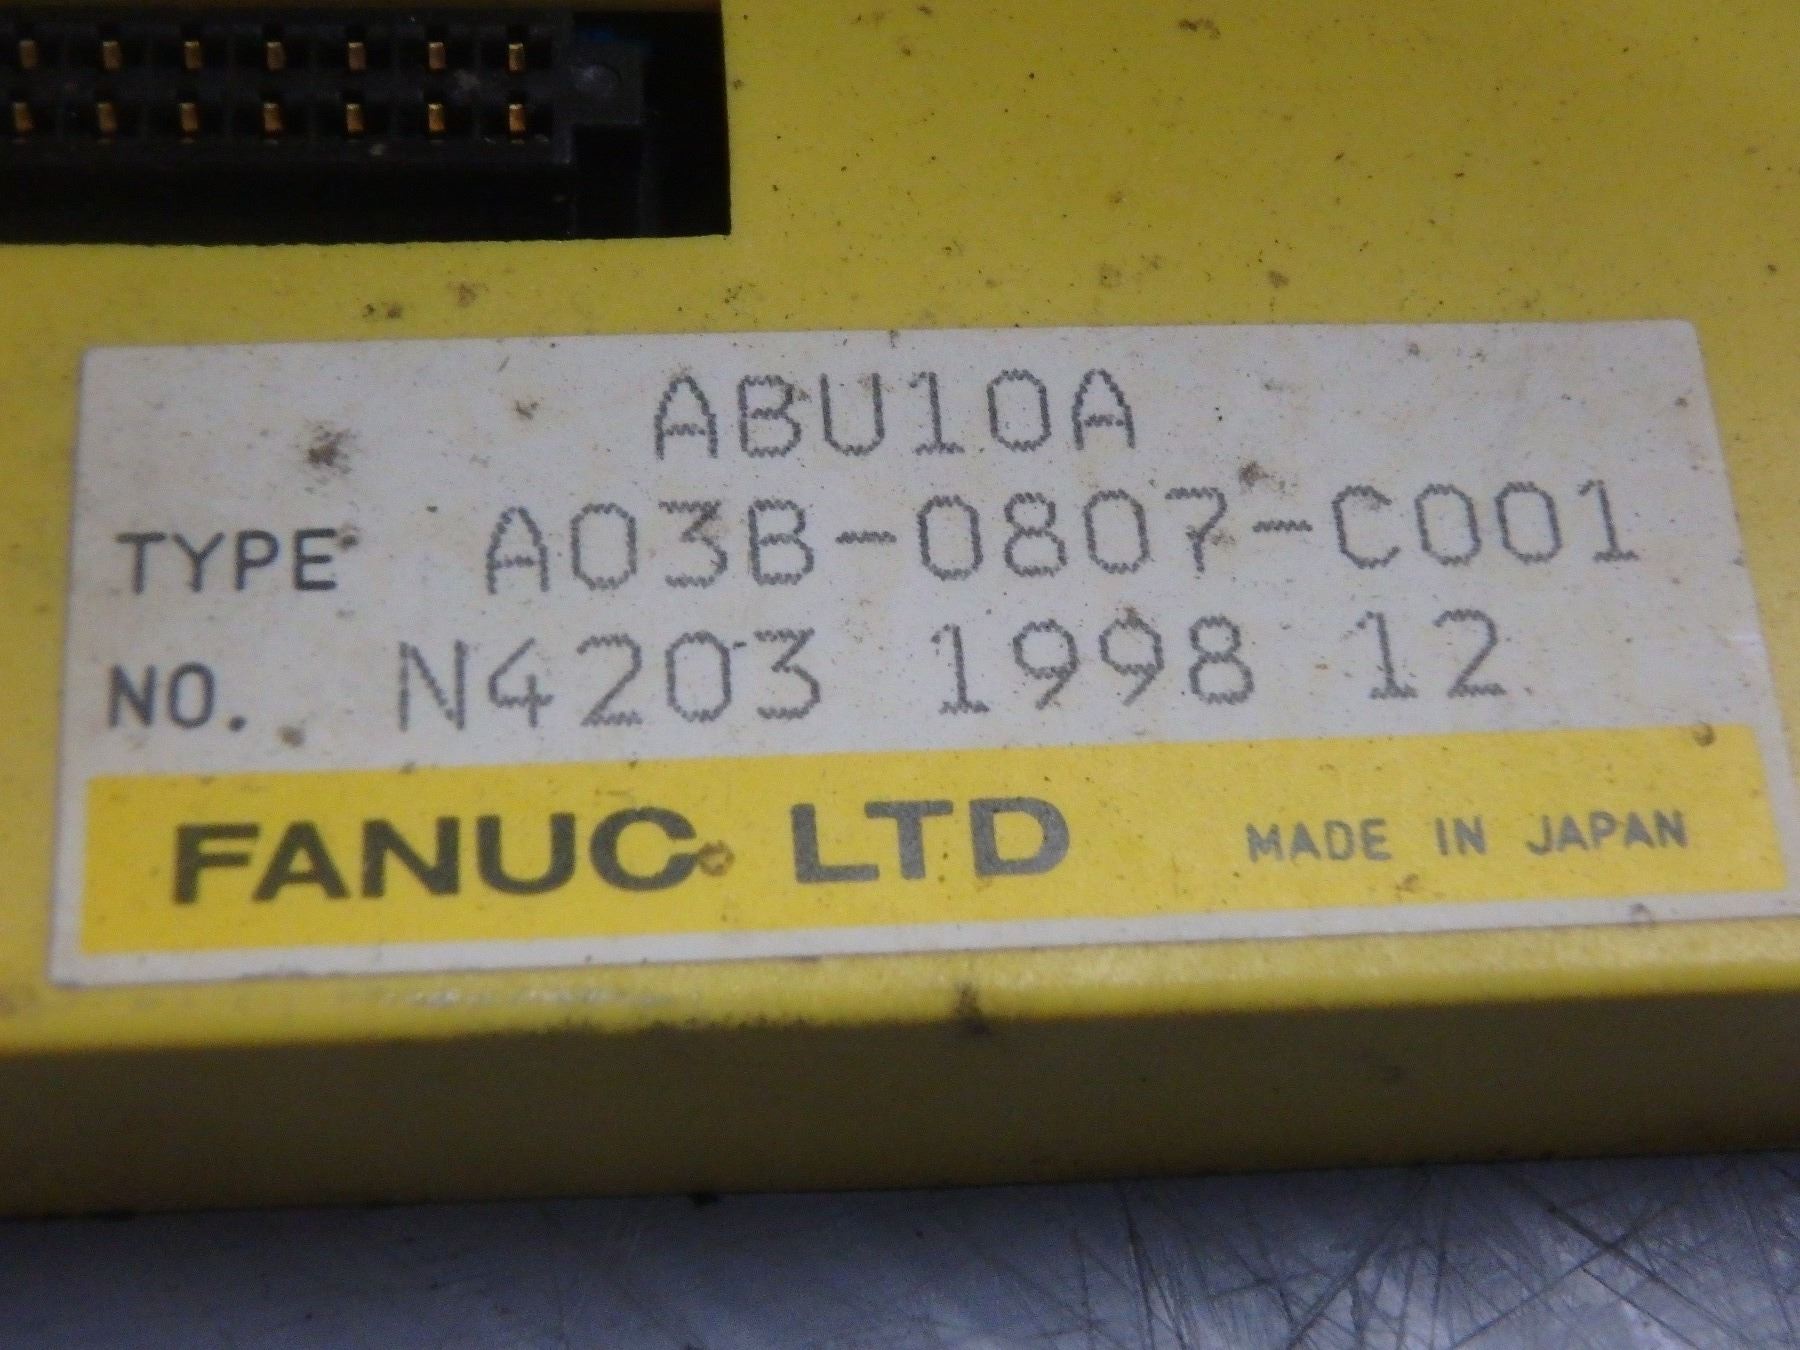 ABU10A
TYPE A03B-0807-C001
NO. N4203 1998 12
FANUC LTD MADE IN JAPAN